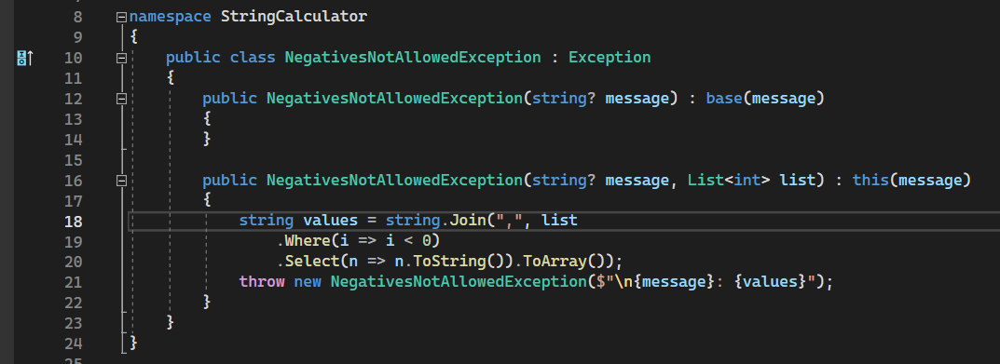 8 namespace StringCalculator
9 {
10 public class NegativesNotAllowedException : Exception
11 {
12 public NegativesNotAllowedException(string? message) : base(message)
13 {
14 }
15
16 public NegativesNotAllowedException(string? message, List<int> list) : this(message)
17 {
18 string values = string.Join(",", list
19 .Where(i => i < 0)
20 .Select(n => n.ToString()).ToArray());
21 throw new NegativesNotAllowedException($"\n{message}: {values}");
22 }
23 }
24 }